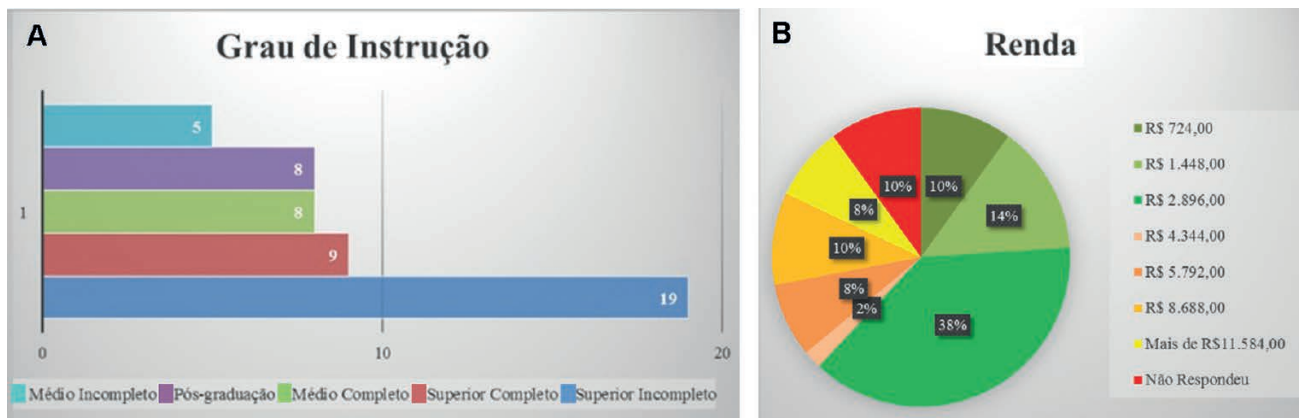 A
Grau de Instrução
5
8
8
9
19
1
0
10
20
Médio Incompleto Pós-graduação Médio Completo Superior Completo Superior Incompleto
B
Renda
10%
10%
14%
8%
10%
8%
2%
38%
R$ 724,00
R$ 1.448,00
R$ 2.896,00
R$ 4.344,00
R$ 5.792,00
R$ 8.688,00
Mais de R$11.584,00
Não Respondeu